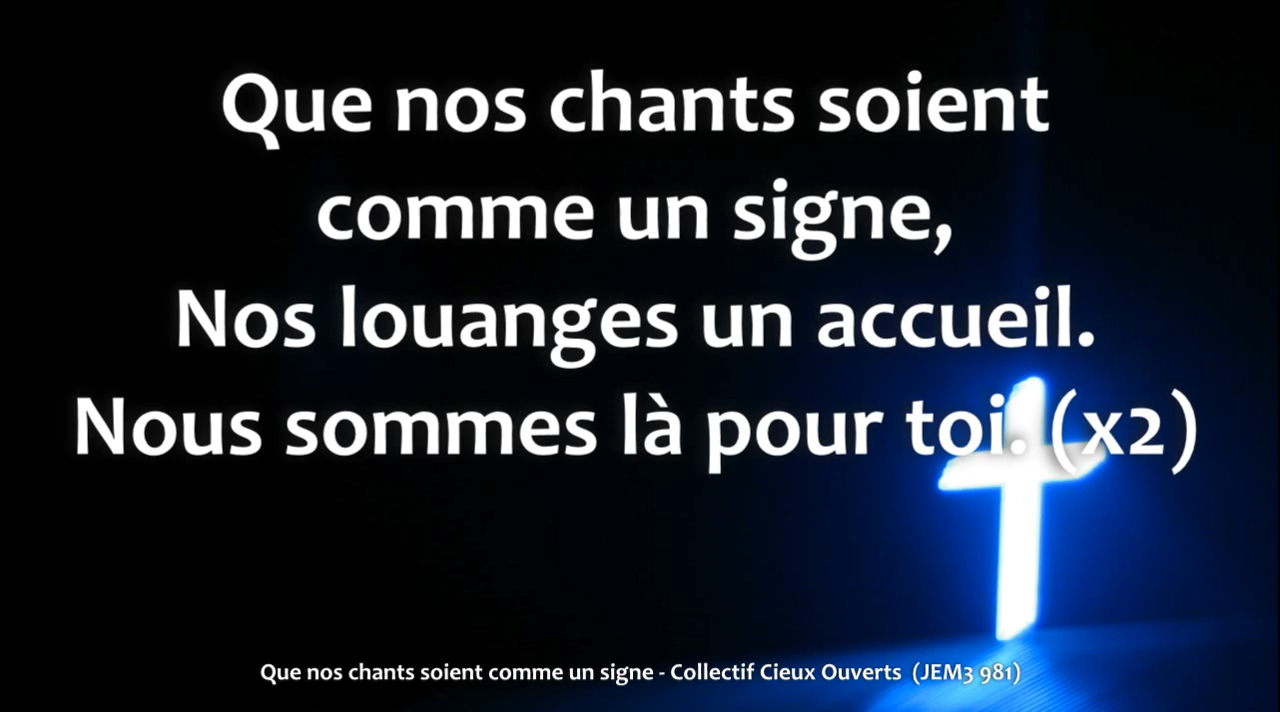 Que nos chants soient
comme un signe,
Nos louanges un accueil.
Nous sommes là pour toi. (x2)
Que nos chants soient comme un signe - Collectif Cieux Ouverts (JEM3 981)